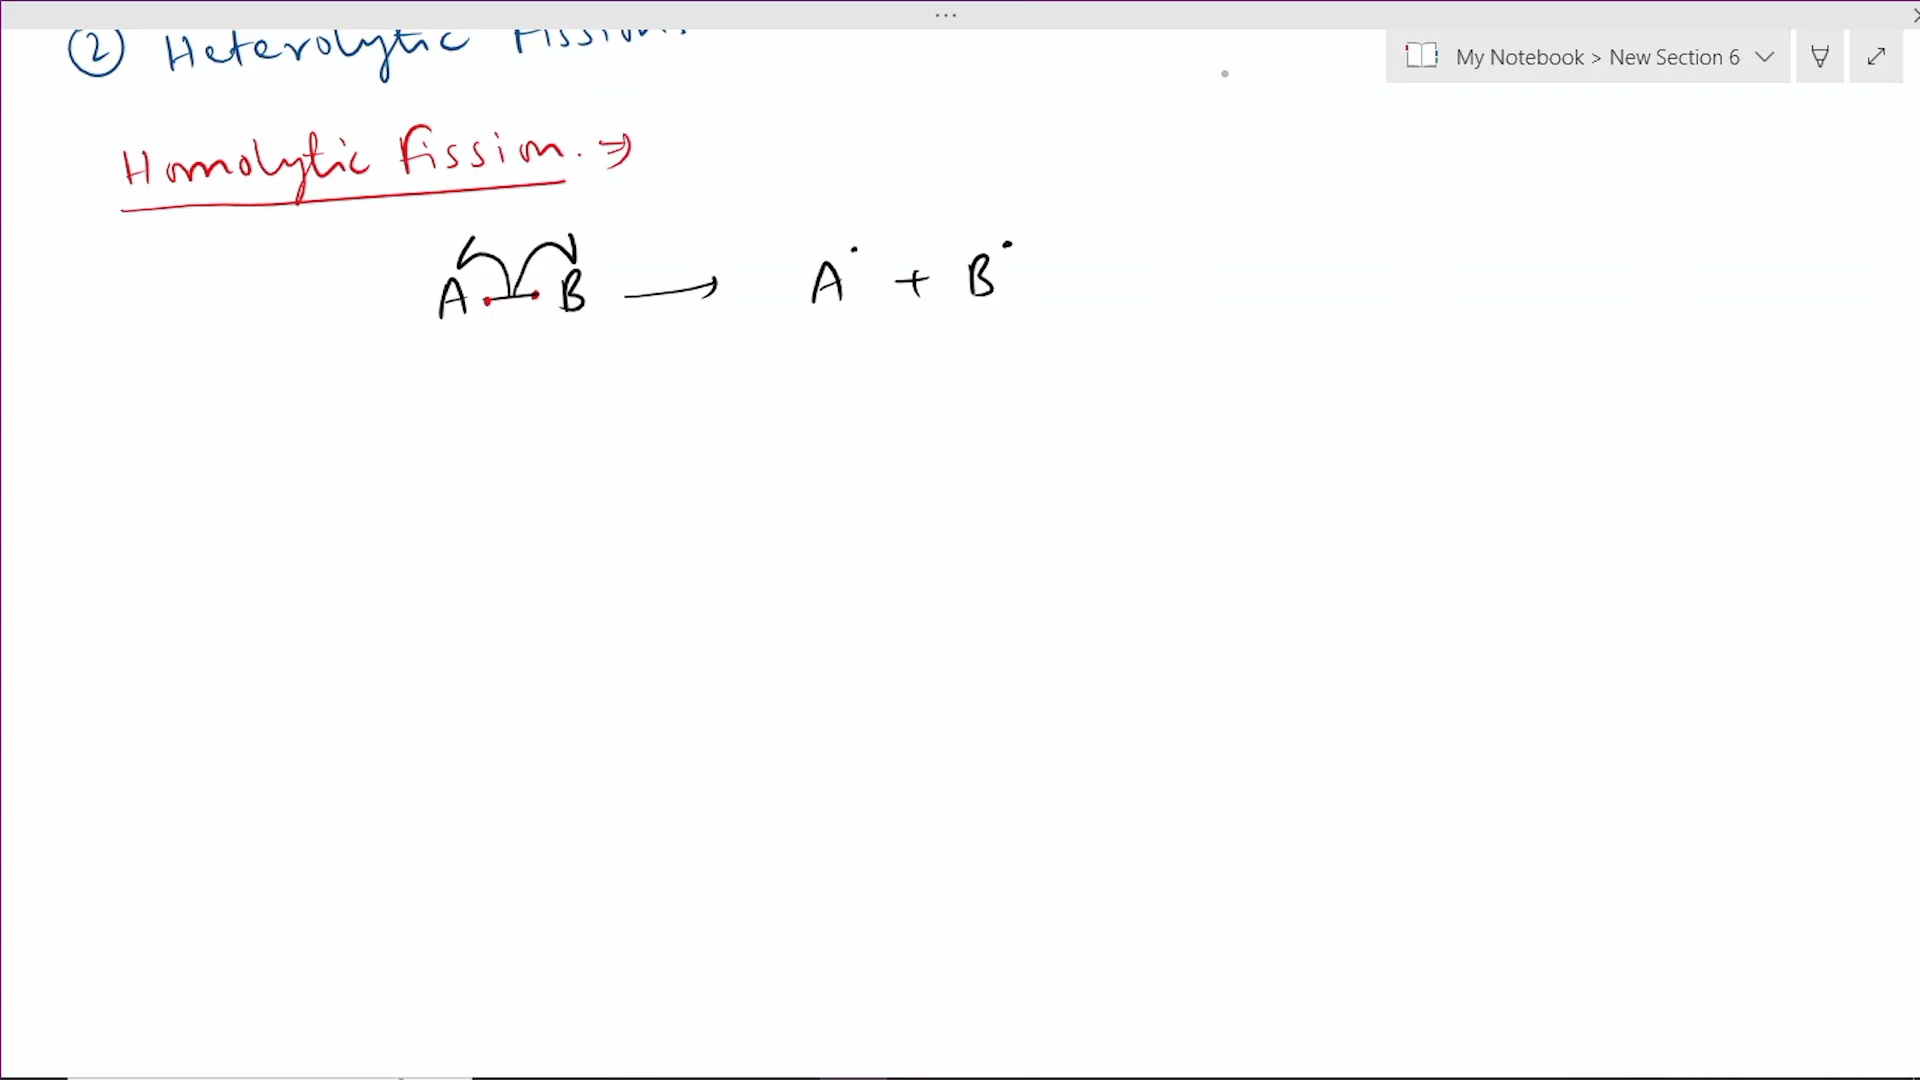 ...
② Heterolytic Fission.
My Notebook > New Section 6
Homolytic Fission. ⇒
A — B ⟶ A˙ + B˙